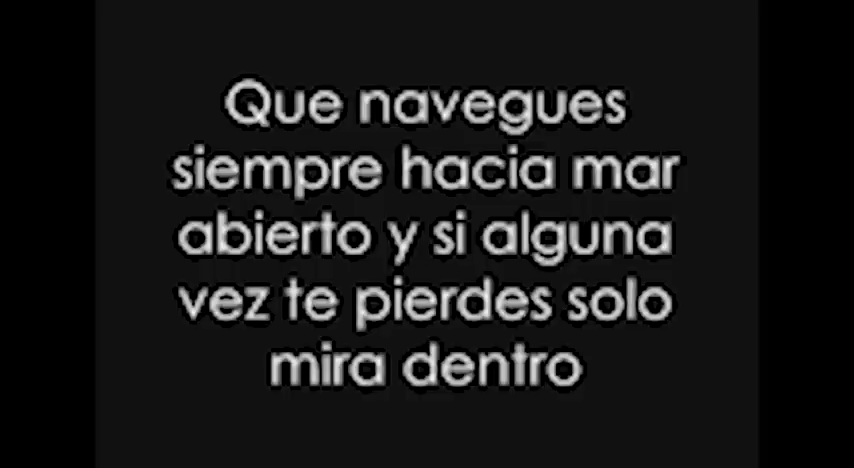 Que navegues
siempre hacia mar
abierto y si alguna
vez te pierdes solo
mira dentro